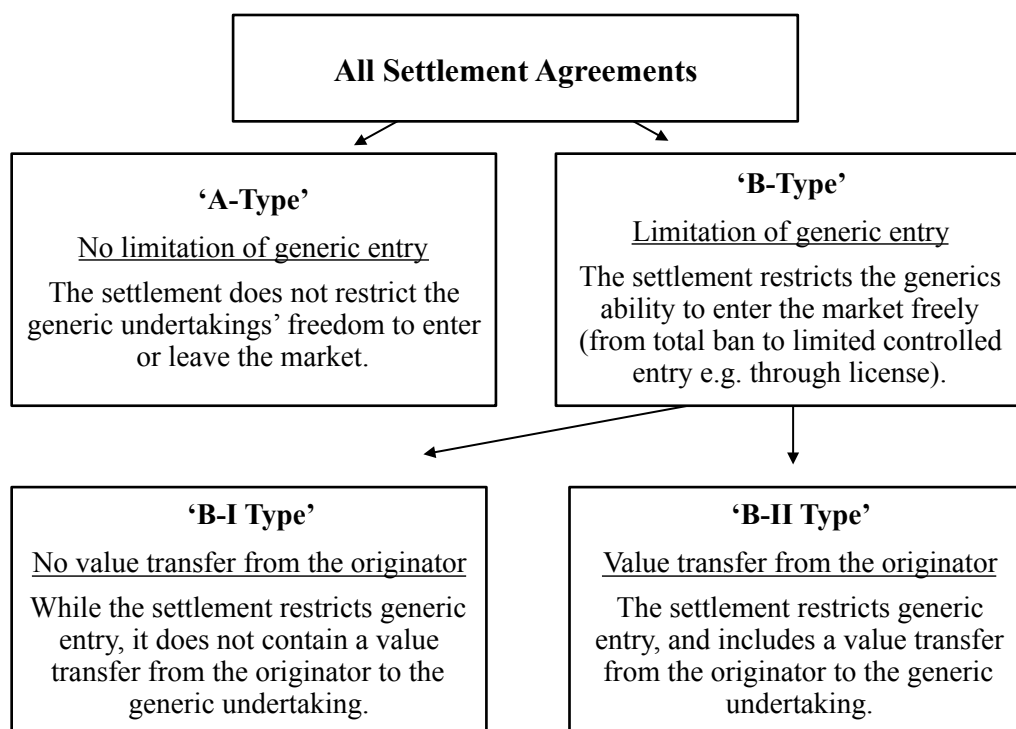 All Settlement Agreements
‘A-Type’
No limitation of generic entry
The settlement does not restrict the
generic undertakings’ freedom to enter
or leave the market.
‘B-Type’
Limitation of generic entry
The settlement restricts the generics
ability to enter the market freely
(from total ban to limited controlled
entry e.g. through license).
‘B-I Type’
No value transfer from the originator
While the settlement restricts generic
entry, it does not contain a value
transfer from the originator to the
generic undertaking.
‘B-II Type’
Value transfer from the originator
The settlement restricts generic
entry, and includes a value transfer
from the originator to the generic
undertaking.